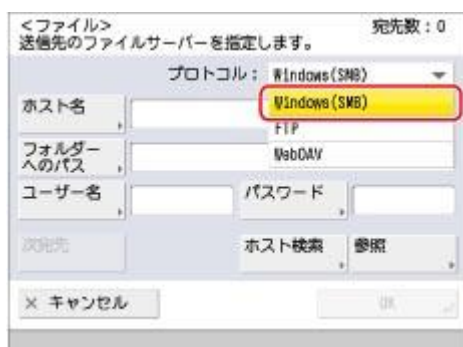 <ファイル> 宛先数：0
送信先のファイルサーバーを指定します。
プロトコル： Windows(SMB)
Windows(SMB)
ホスト名
FTP
フォルダー
へのパス
WebDAV
ユーザー名 パスワード
次宛先 ホスト検索 参照
× キャンセル OK